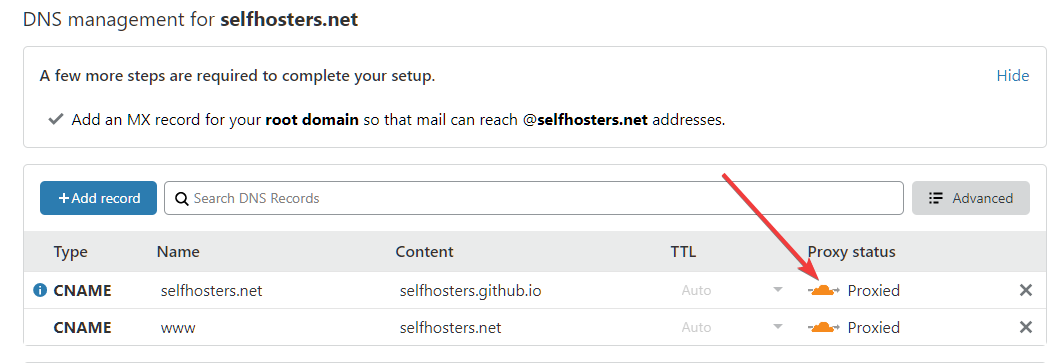 DNS management for selfhosters.net
A few more steps are required to complete your setup.
Hide
Add an MX record for your root domain so that mail can reach @selfhosters.net addresses.
+Add record
Search DNS Records
Advanced
Type Name Content TTL Proxy status
CNAME selfhosters.net selfhosters.github.io Auto Proxied
CNAME www selfhosters.net Auto Proxied